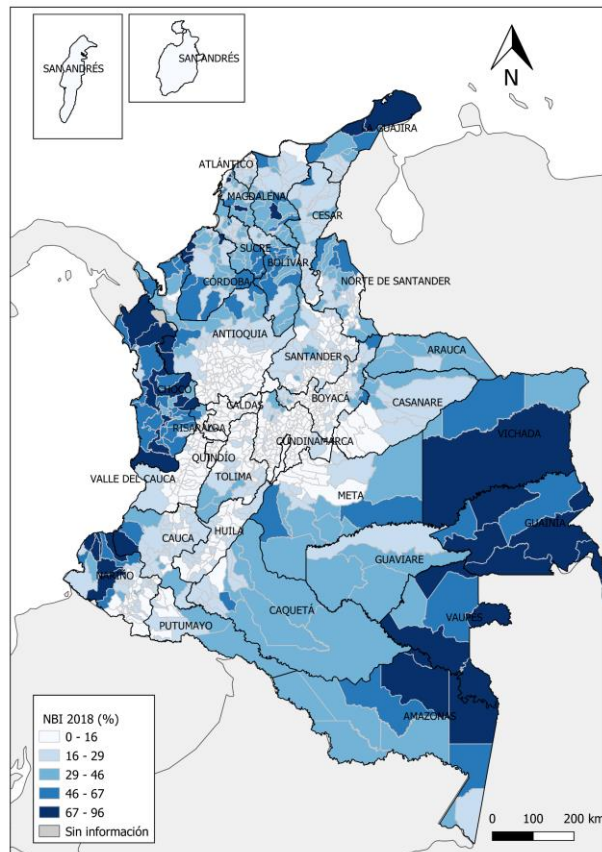 SAN ANDRÉS
SAN ANDRÉS
N
LA GUAJIRA
ATLÁNTICO
MAGDALENA
CESAR
SUCRE
BOLÍVAR
NORTE DE SANTANDER
CÓRDOBA
ANTIOQUIA
SANTANDER
ARAUCA
CHOCÓ
BOYACÁ
CASANARE
CALDAS
RISARALDA
CUNDINAMARCA
VICHADA
QUINDÍO
VALLE DEL CAUCA
TOLIMA
META
GUAINÍA
HUILA
CAUCA
GUAVIARE
NARIÑO
CAQUETÁ
VAUPÉS
PUTUMAYO
AMAZONAS
NBI 2018 (%)
0 - 16
16 - 29
29 - 46
46 - 67
67 - 96
Sin información
0 100 200 km